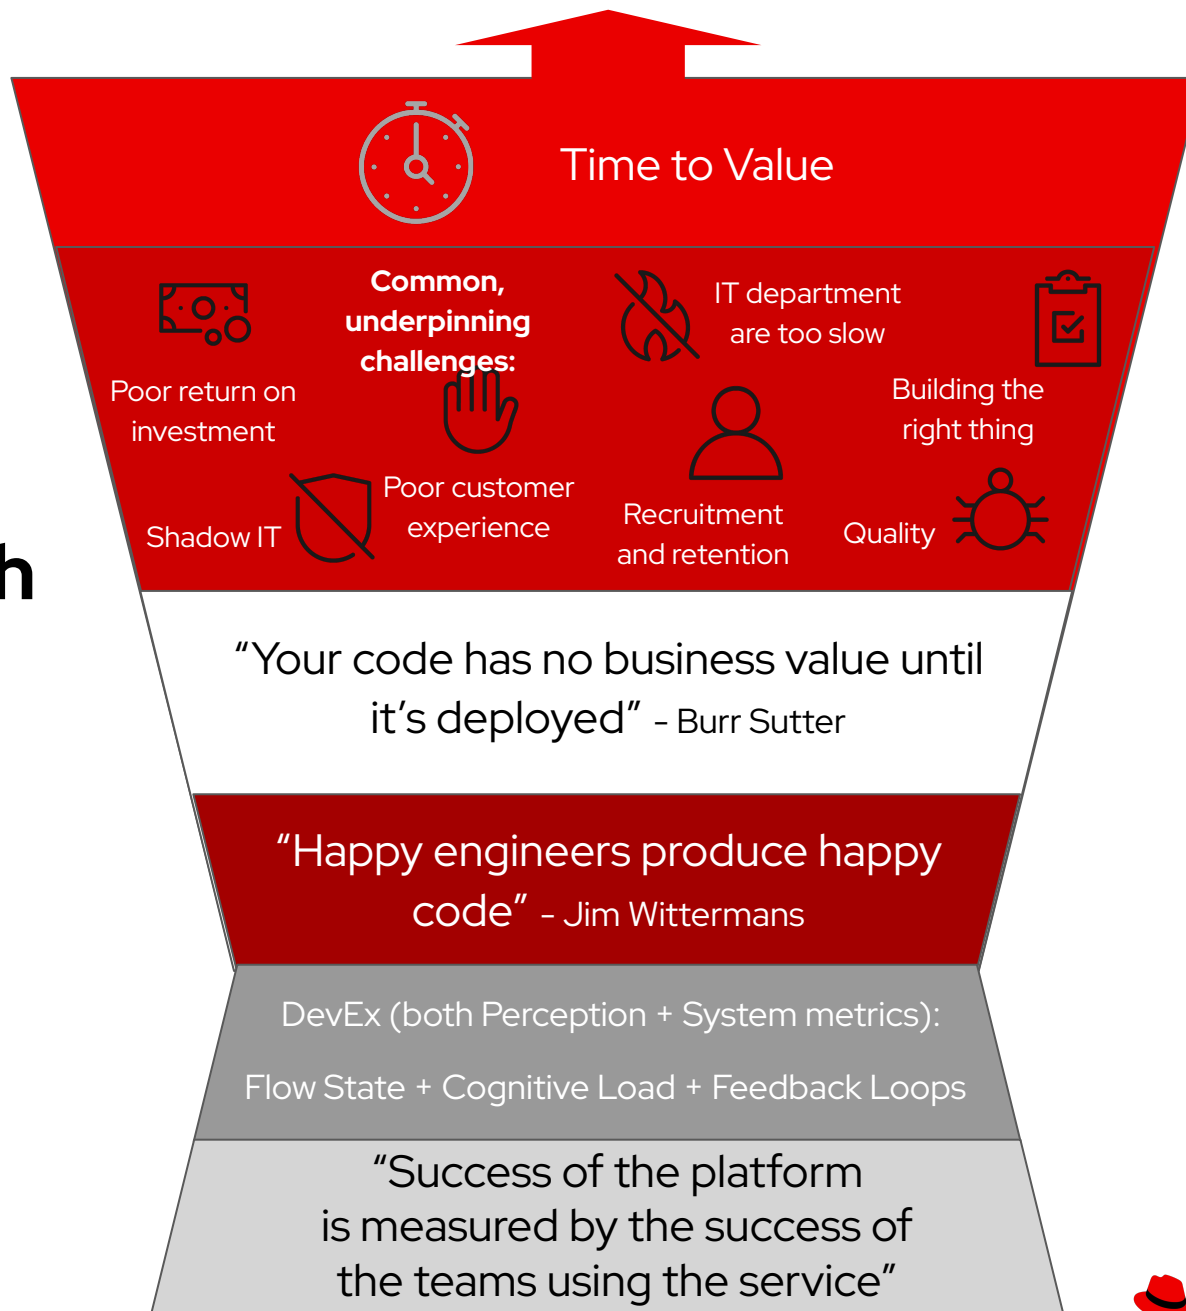 Time to Value
Common,
underpinning
challenges:
IT department
are too slow
Poor return on
investment
Building the
right thing
Poor customer
experience
Shadow IT
Recruitment
and retention
Quality
h
“Your code has no business value until
it’s deployed” - Burr Sutter
“Happy engineers produce happy
code” - Jim Wittermans
DevEx (both Perception + System metrics):
Flow State + Cognitive Load + Feedback Loops
“Success of the platform
is measured by the success of
the teams using the service”